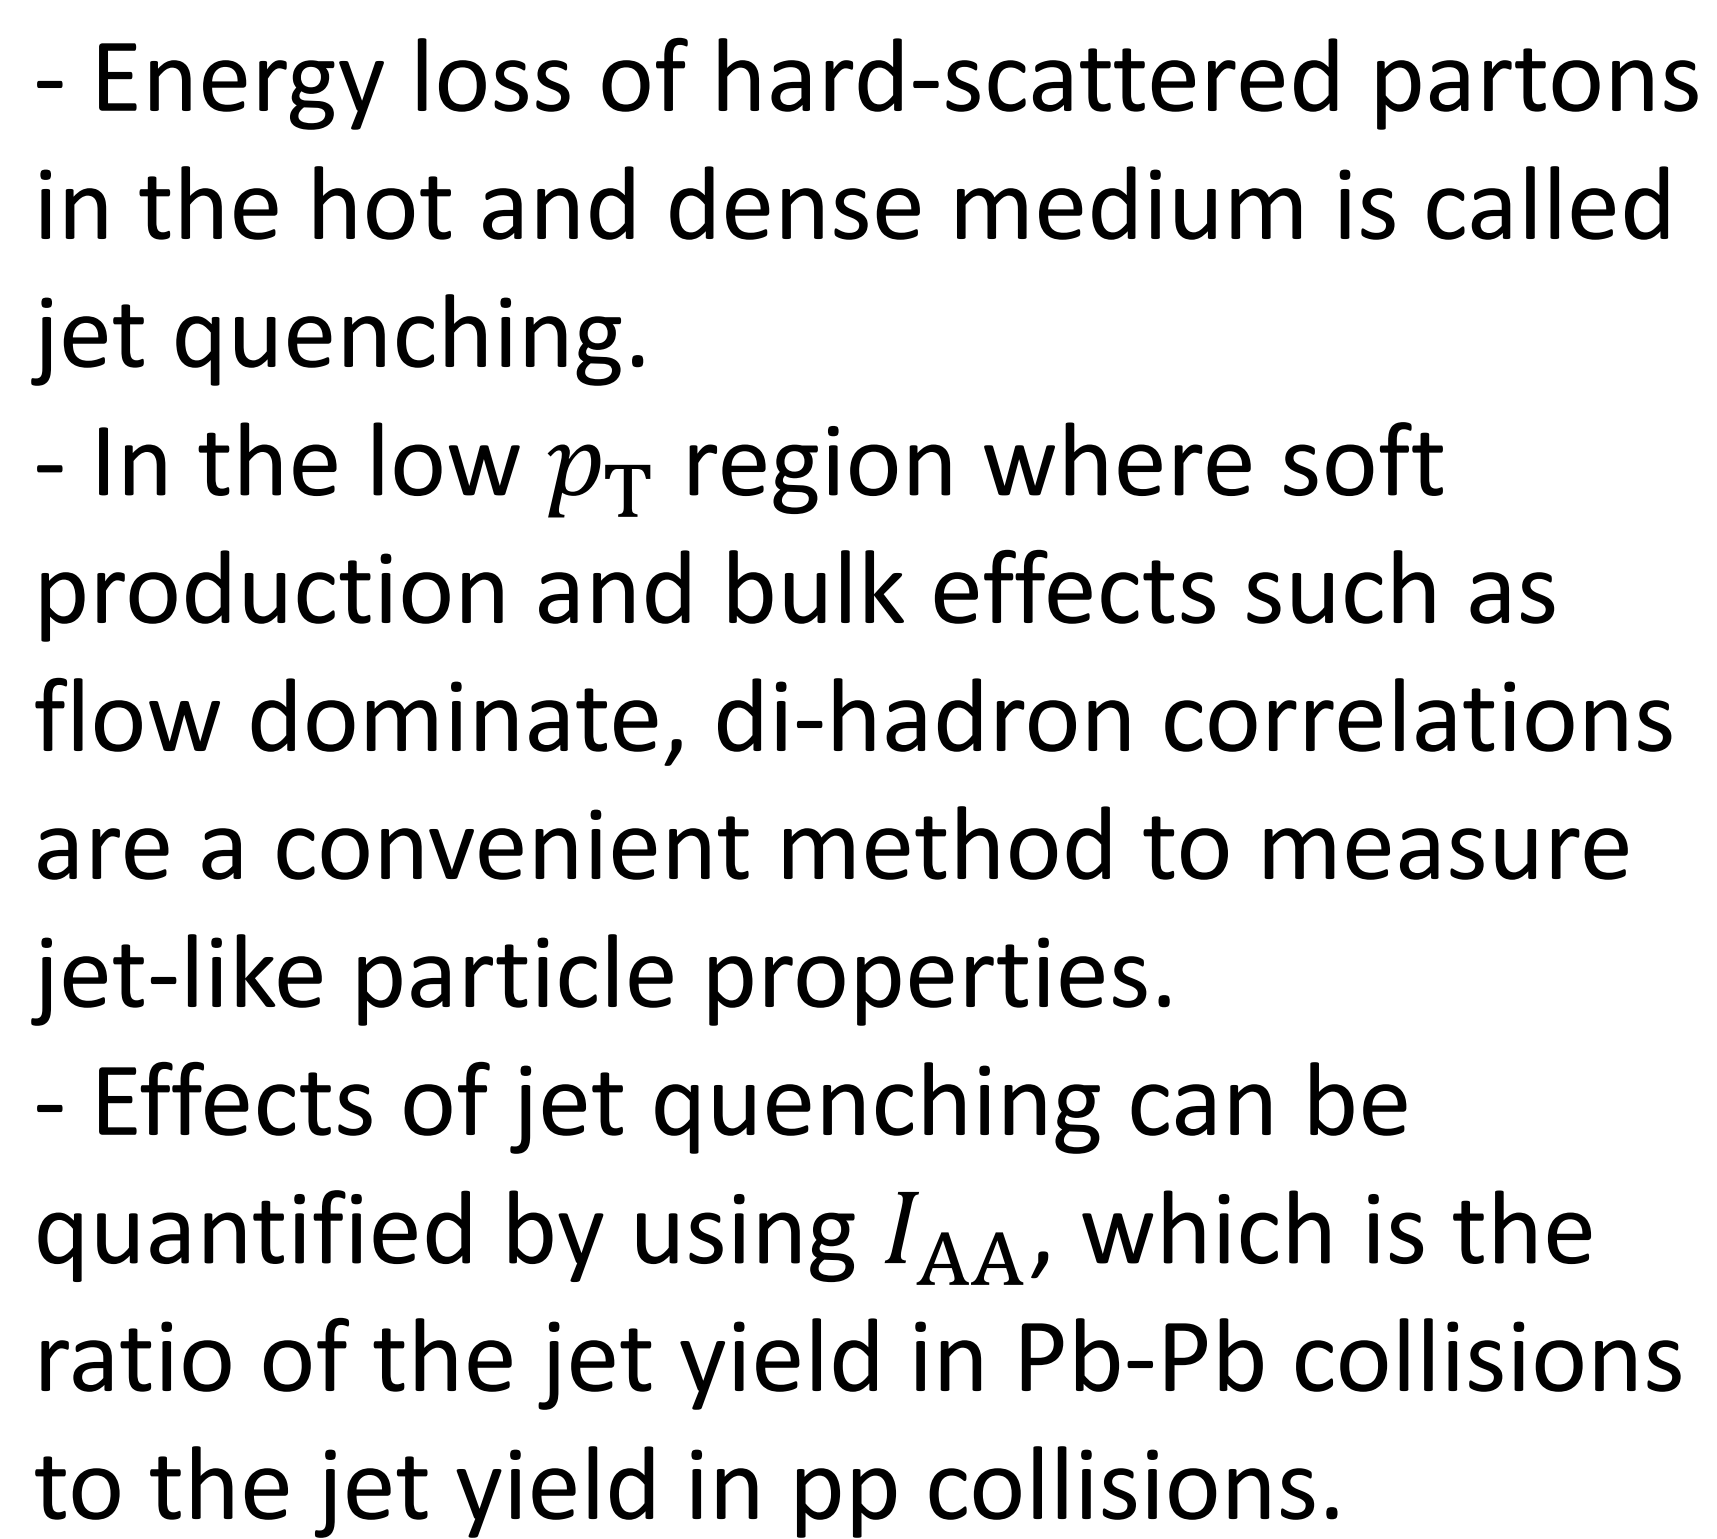 - Energy loss of hard-scattered partons
in the hot and dense medium is called
jet quenching.
- In the low p_T region where soft
production and bulk effects such as
flow dominate, di-hadron correlations
are a convenient method to measure
jet-like particle properties.
- Effects of jet quenching can be
quantified by using I_AA, which is the
ratio of the jet yield in Pb-Pb collisions
to the jet yield in pp collisions.